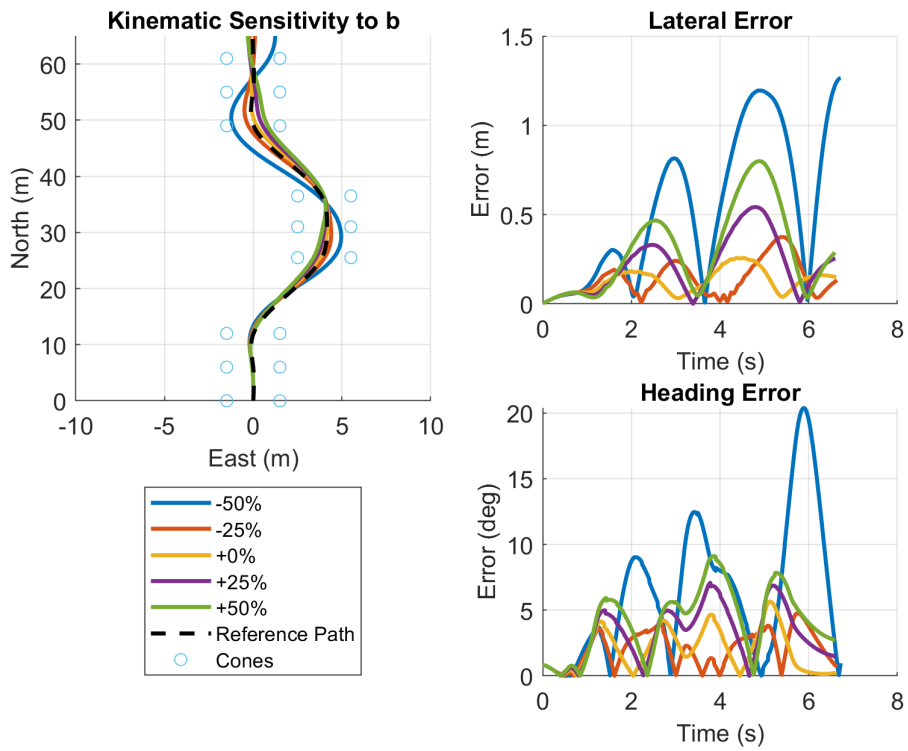 Kinematic Sensitivity to b
60
50
40
30
20
10
0
North (m)
-10 -5 0 5 10
East (m)
-50%
-25%
+0%
+25%
+50%
Reference Path
Cones
Lateral Error
1.5
1
0.5
0
Error (m)
0 2 4 6 8
Time (s)
Heading Error
20
15
10
5
0
Error (deg)
0 2 4 6 8
Time (s)